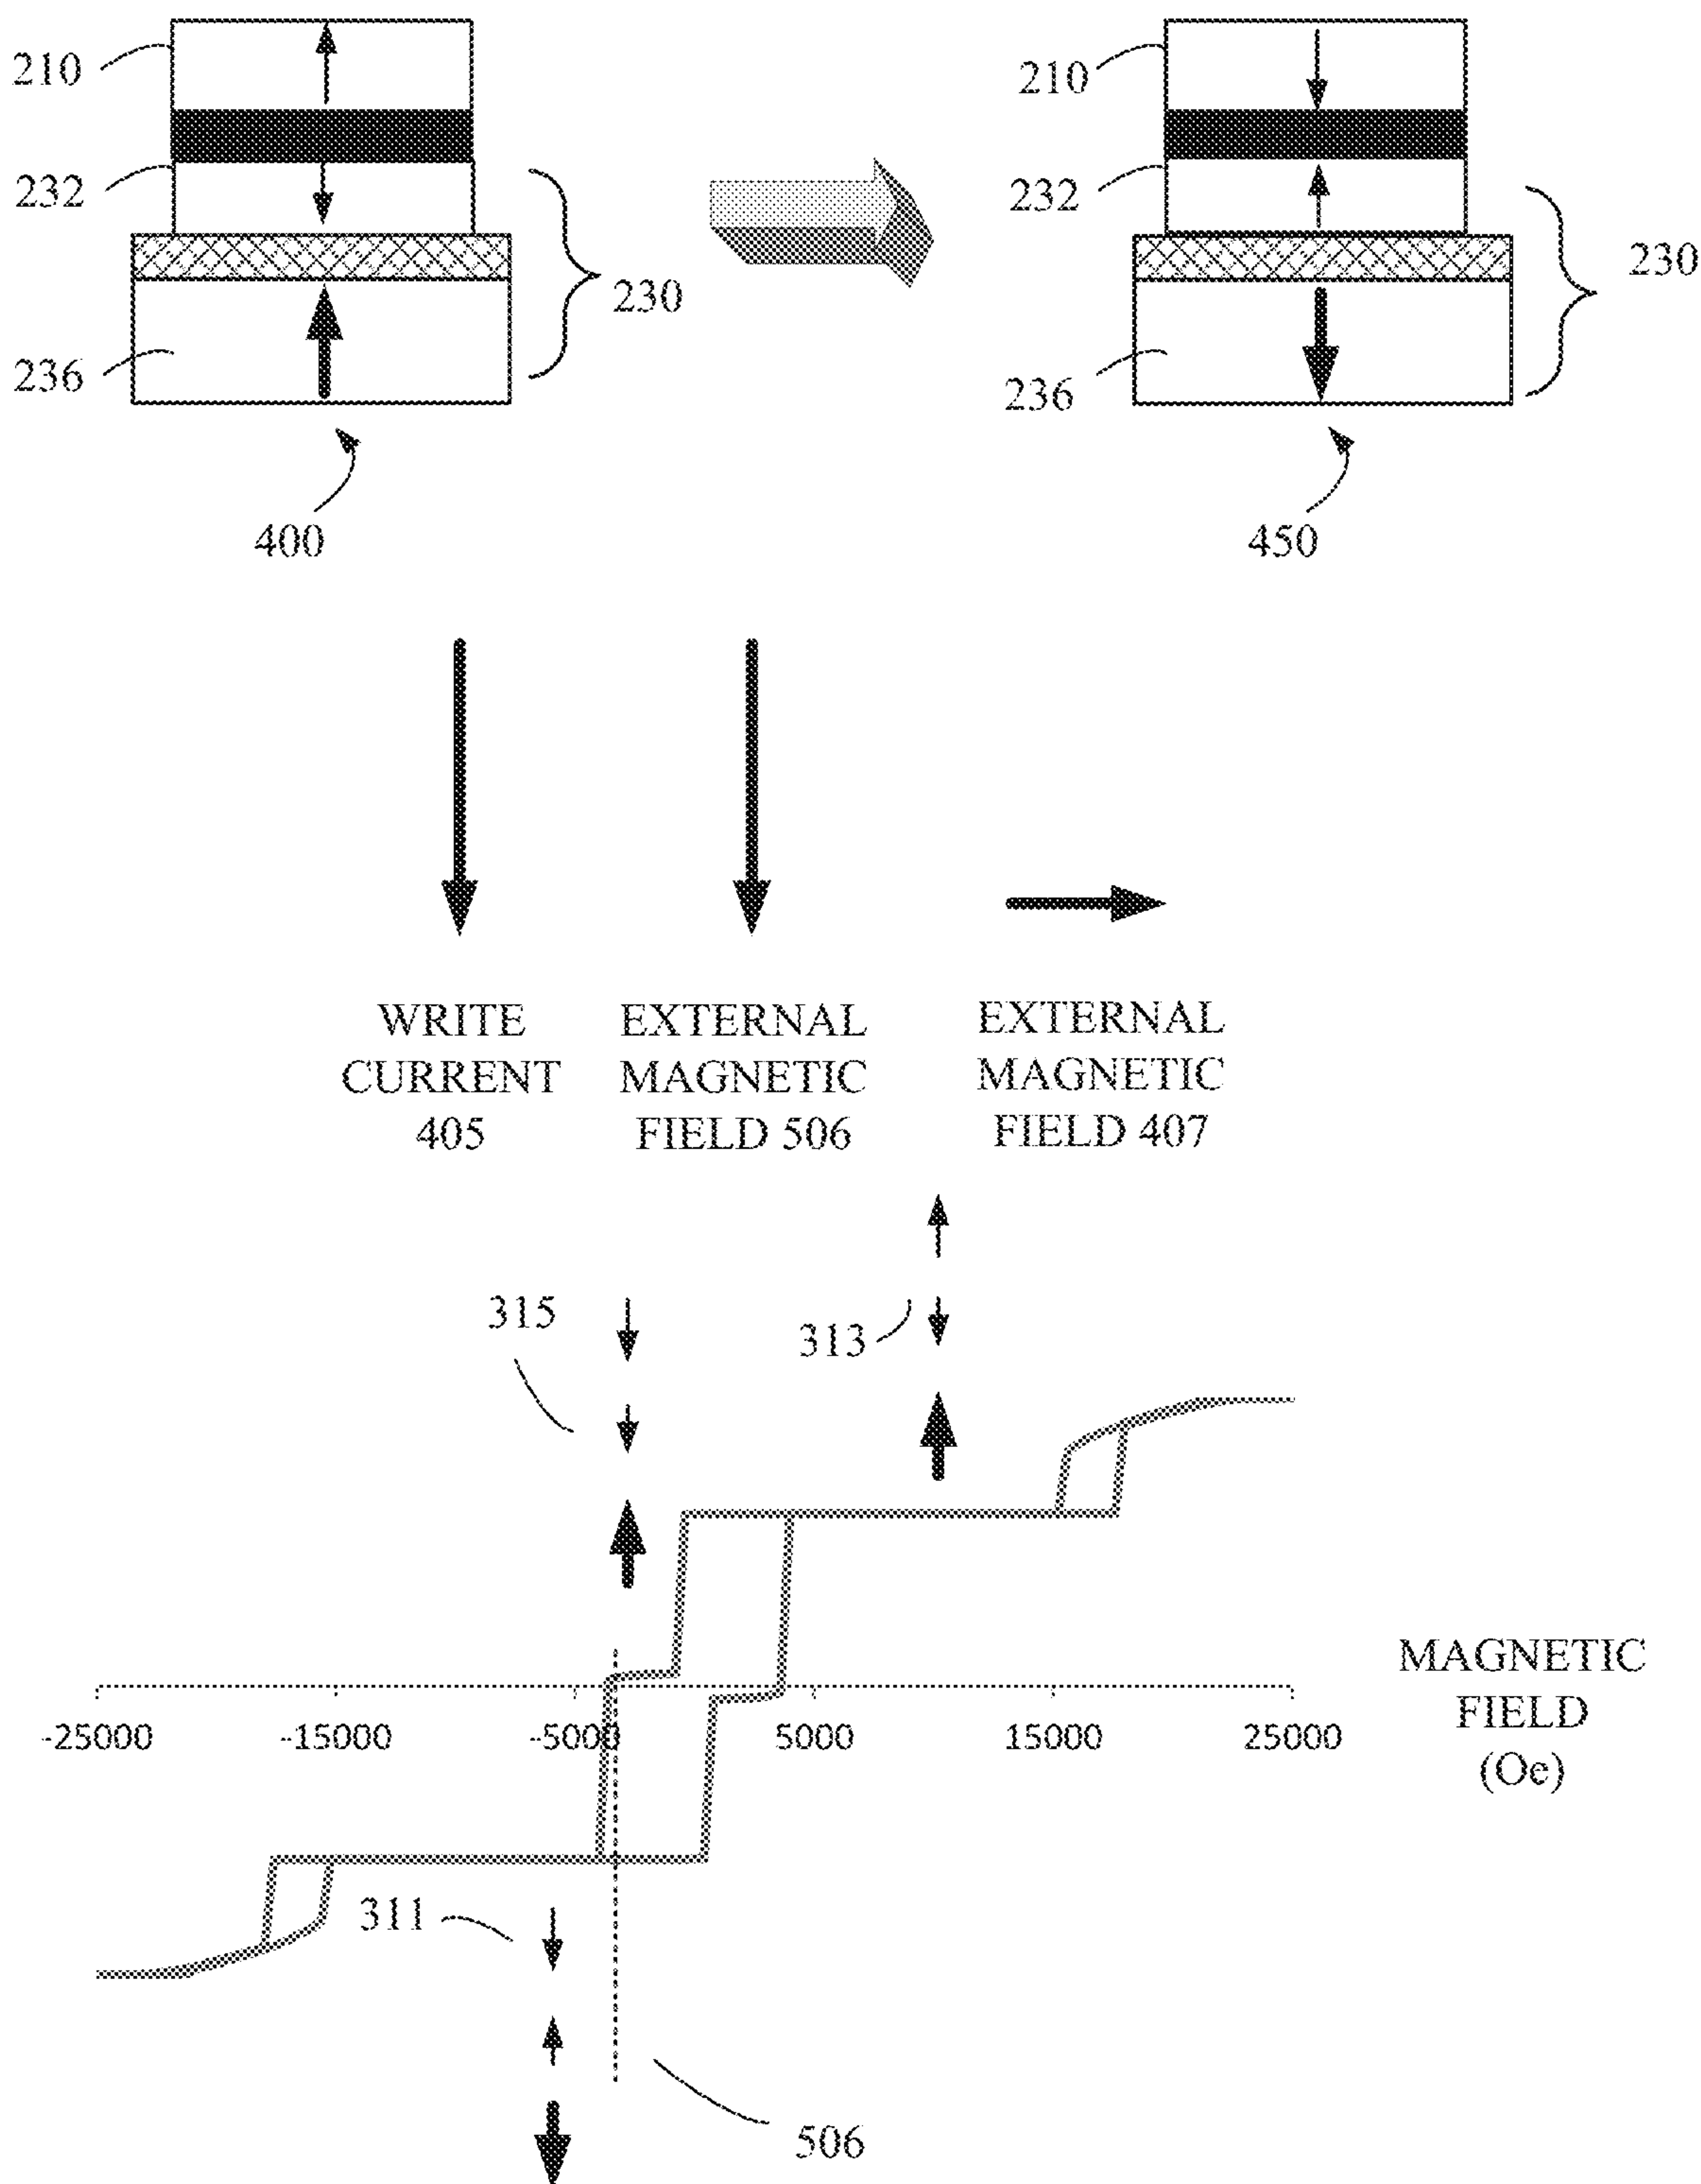 210
210
232
232
230
230
236
236
400
450
WRITE
CURRENT
405
EXTERNAL
MAGNETIC
FIELD 506
EXTERNAL
MAGNETIC
FIELD 407
315
313
MAGNETIC
FIELD
(Oe)
-25000 -15000 -5000 5000 15000 25000
311
506